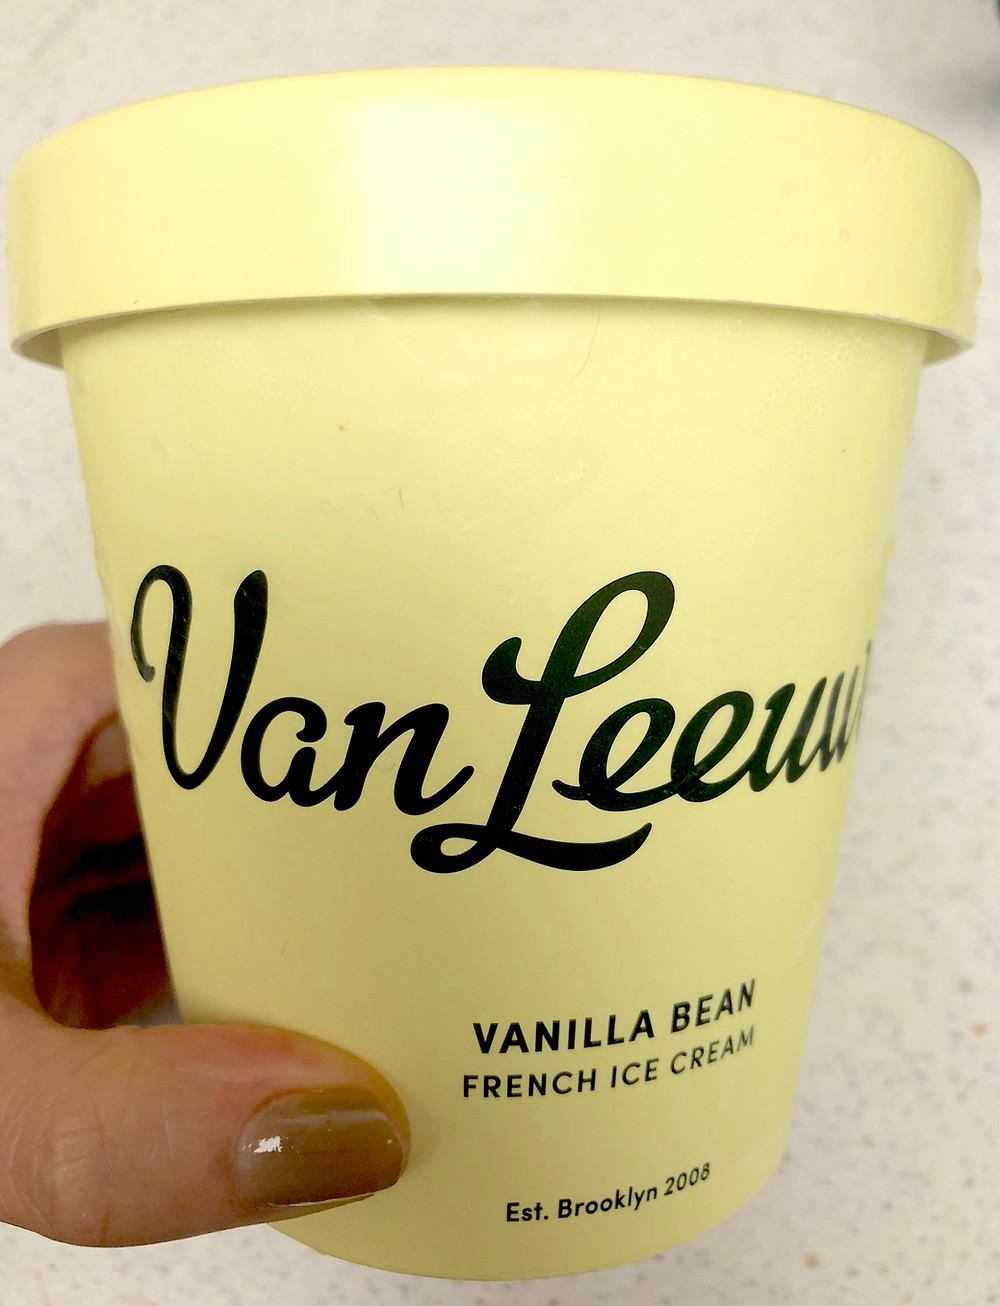 Van Leeuw
VANILLA BEAN
FRENCH ICE CREAM
Est. Brooklyn 2008